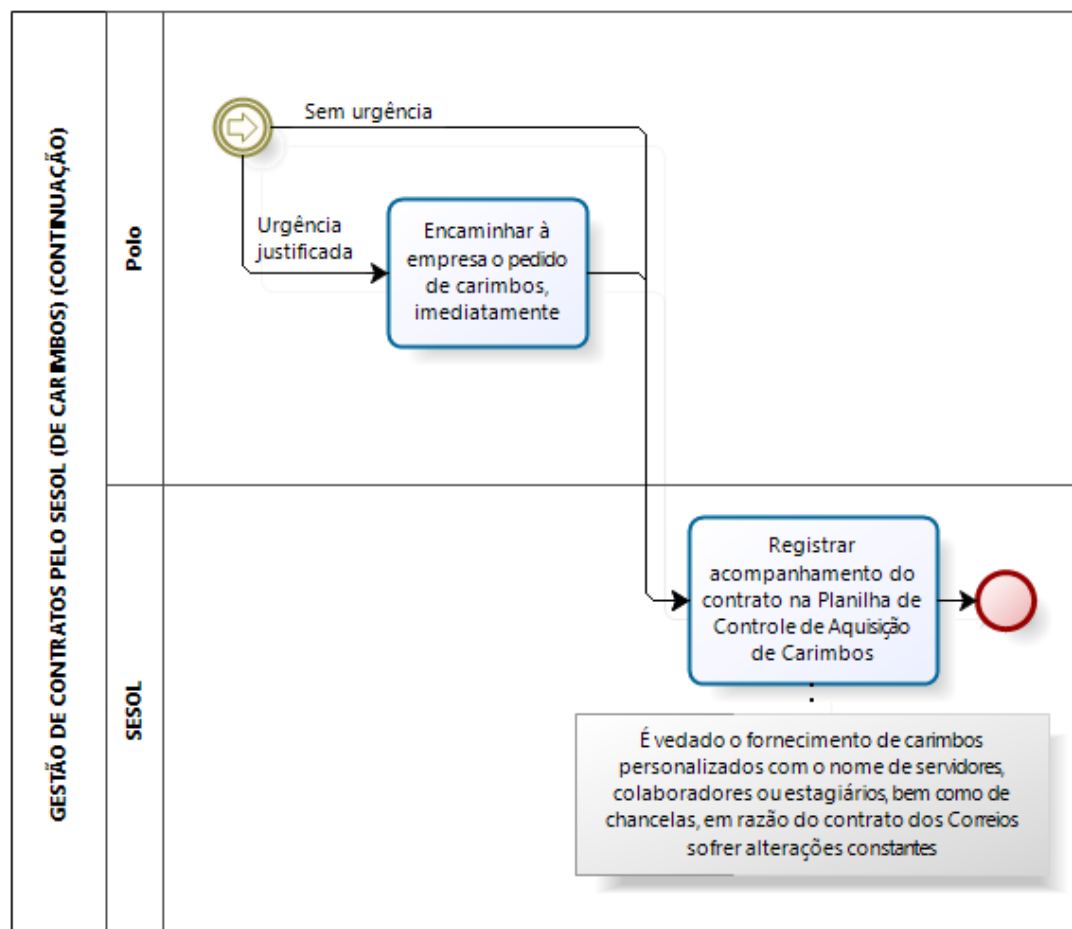 GESTÃO DE CONTRATOS PELO SESOL (DE CARIMBOS) (CONTINUAÇÃO)
Polo
Sem urgência
Urgência
justificada
Encaminhar à
empresa o pedido
de carimbos,
imediatamente
SESOL
Registrar
acompanhamento do
contrato na Planilha de
Controle de Aquisição
de Carimbos
É vedado o fornecimento de carimbos
personalizados com o nome de servidores,
colaboradores ou estagiários, bem como de
chancelas, em razão do contrato dos Correios
sofrer alterações constantes